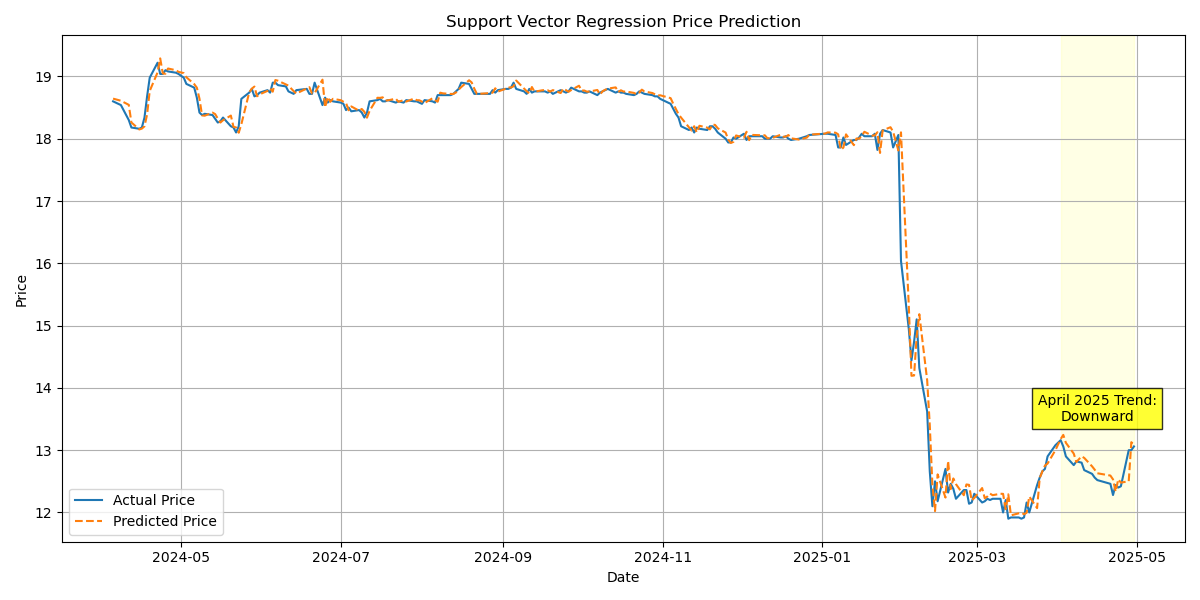 Support Vector Regression Price Prediction
Price
19
18
17
16
15
14
13
12
April 2025 Trend:
Downward
Actual Price
Predicted Price
2024-05
2024-07
2024-09
2024-11
2025-01
2025-03
2025-05
Date